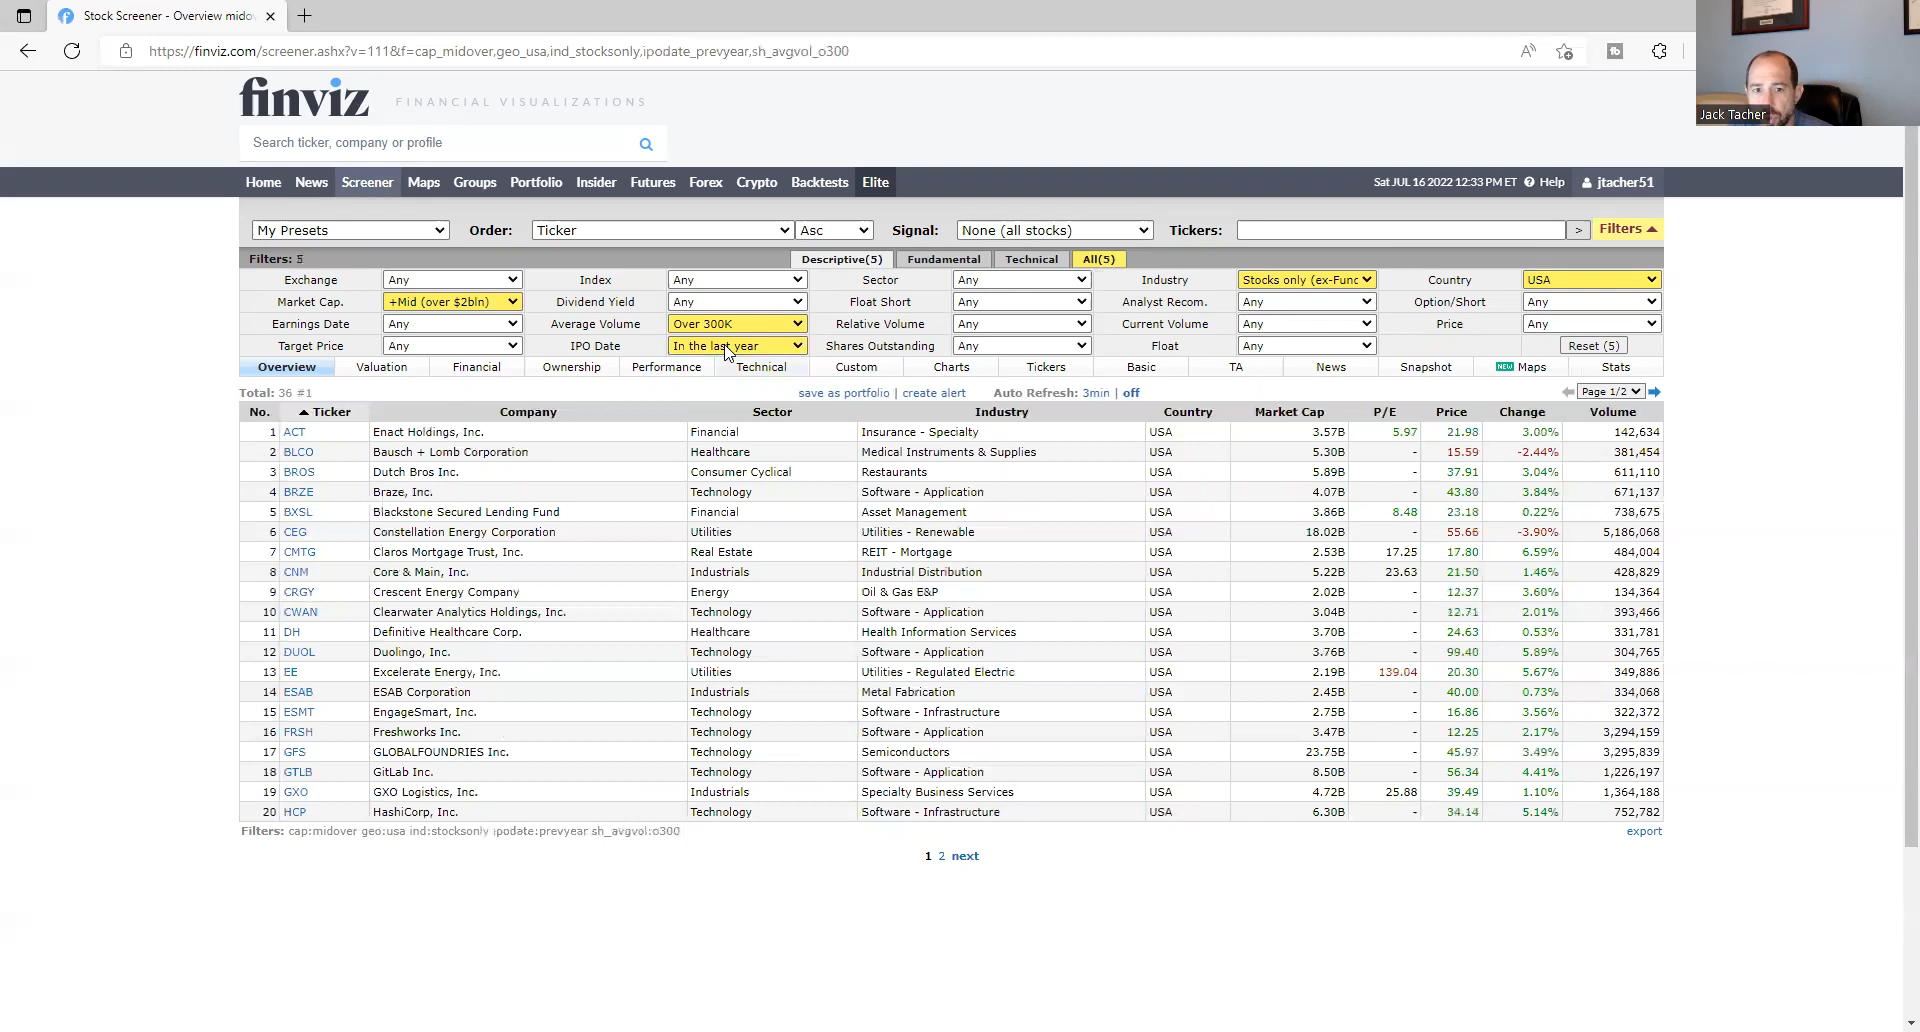 Stock Screener - Overview mido
https://finviz.com/screener.ashx?v=111&f=cap_midover,geo_usa,ind_stocksonly,ipodate_prevyear,sh_avgvol_o300
Jack Tacher
finviz FINANCIAL VISUALIZATIONS
Search ticker, company or profile
Home News Screener Maps Groups Portfolio Insider Futures Forex Crypto Backtests Elite Sat JUL 16 2022 12:33 PM ET Help jtacher51
My Presets Order: Ticker Asc Signal: None (all stocks) Tickers: > Filters
Filters: 5 Descriptive(5) Fundamental Technical All(5)
Exchange Any Index Any Sector Any Industry Stocks only (ex-Func Country USA
Market Cap. +Mid (over $2bln) Dividend Yield Any Float Short Any Analyst Recom. Any Option/Short Any
Earnings Date Any Average Volume Over 300K Relative Volume Any Current Volume Any Price Any
Target Price Any IPO Date In the last year Shares Outstanding Any Float Any Reset (5)
Overview Valuation Financial Ownership Performance Technical Custom Charts Tickers Basic TA News Snapshot NEW Maps Stats
Total: 36 #1 save as portfolio | create alert Auto Refresh: 3min | off Page 1/2
No. Ticker Company Sector Industry Country Market Cap P/E Price Change Volume
1 ACT Enact Holdings, Inc. Financial Insurance - Specialty USA 3.57B 5.97 21.98 3.00% 142,634
2 BLCO Bausch + Lomb Corporation Healthcare Medical Instruments & Supplies USA 5.30B - 15.59 -2.44% 381,454
3 BROS Dutch Bros Inc. Consumer Cyclical Restaurants USA 5.89B - 37.91 3.04% 611,110
4 BRZE Braze, Inc. Technology Software - Application USA 4.07B - 43.80 3.84% 671,137
5 BXSL Blackstone Secured Lending Fund Financial Asset Management USA 3.86B 8.48 23.18 0.22% 738,675
6 CEG Constellation Energy Corporation Utilities Utilities - Renewable USA 18.02B - 55.66 -3.90% 5,186,068
7 CMTG Claros Mortgage Trust, Inc. Real Estate REIT - Mortgage USA 2.53B 17.25 17.80 6.59% 484,004
8 CNM Core & Main, Inc. Industrials Industrial Distribution USA 5.22B 23.63 21.50 1.46% 428,829
9 CRGY Crescent Energy Company Energy Oil & Gas E&P USA 2.02B - 12.37 3.60% 134,364
10 CWAN Clearwater Analytics Holdings, Inc. Technology Software - Application USA 3.04B - 12.71 2.01% 393,466
11 DH Definitive Healthcare Corp. Healthcare Health Information Services USA 3.70B - 24.63 0.53% 331,781
12 DUOL Duolingo, Inc. Technology Software - Application USA 3.76B - 99.40 5.89% 304,765
13 EE Excelerate Energy, Inc. Utilities Utilities - Regulated Electric USA 2.19B 139.04 20.30 5.67% 349,886
14 ESAB ESAB Corporation Industrials Metal Fabrication USA 2.45B - 40.00 0.73% 334,068
15 ESMT EngageSmart, Inc. Technology Software - Infrastructure USA 2.75B - 16.86 3.56% 322,372
16 FRSH Freshworks Inc. Technology Software - Application USA 3.47B - 12.25 2.17% 3,294,159
17 GFS GLOBALFOUNDRIES Inc. Technology Semiconductors USA 23.75B - 45.97 3.49% 3,295,839
18 GTLB GitLab Inc. Technology Software - Application USA 8.50B - 56.34 4.41% 1,226,197
19 GXO GXO Logistics, Inc. Industrials Specialty Business Services USA 4.72B 25.88 39.49 1.10% 1,364,188
20 HCP HashiCorp, Inc. Technology Software - Infrastructure USA 6.30B - 34.14 5.14% 752,782
Filters: cap:midover geo:usa ind:stocksonly ipodate:prevyear sh_avgvol:o300 export
1 2 next